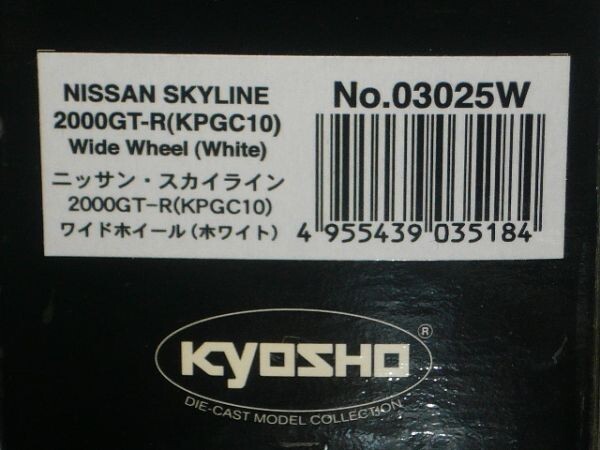 NISSAN SKYLINE
2000GT-R(KPGC10)
Wide Wheel (White)
ニッサン・スカイライン
2000GT-R(KPGC10)
ワイドホイール(ホワイト)
No.03025W
4 955439 035184
KYOSHO ®
DIE-CAST MODEL COLLECTION